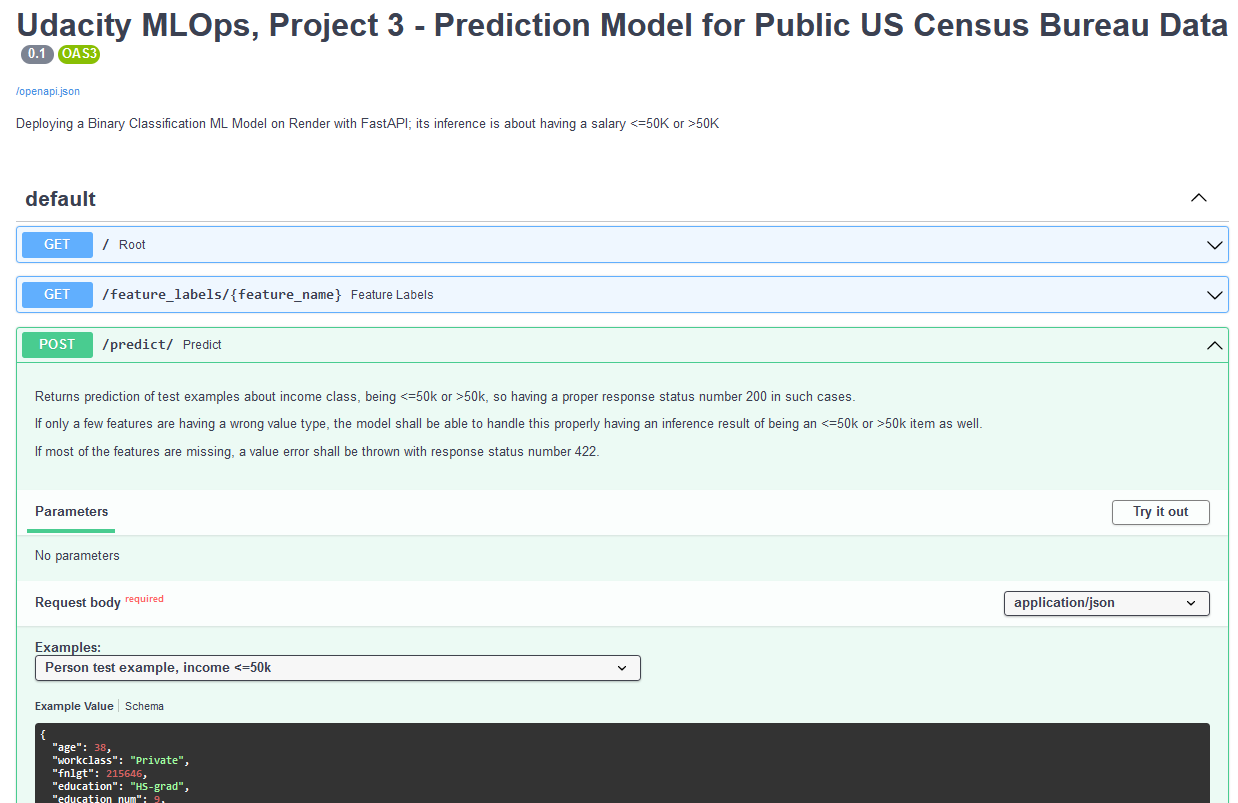 Udacity MLOps, Project 3 - Prediction Model for Public US Census Bureau Data
0.1 OAS3
/openapi.json
Deploying a Binary Classification ML Model on Render with FastAPI; its inference is about having a salary <=50K or >50K
default
GET / Root
GET /feature_labels/{feature_name} Feature Labels
POST /predict/ Predict
Returns prediction of test examples about income class, being <=50k or >50k, so having a proper response status number 200 in such cases.
If only a few features are having a wrong value type, the model shall be able to handle this properly having an inference result of being an <=50k or >50k item as well.
If most of the features are missing, a value error shall be thrown with response status number 422.
Parameters Try it out
No parameters
Request body required application/json
Examples:
Person test example, income <=50k
Example Value Schema
{
"age": 38,
"workclass": "Private",
"fnlgt": 215646,
"education": "HS-grad",
"education_num": 9,